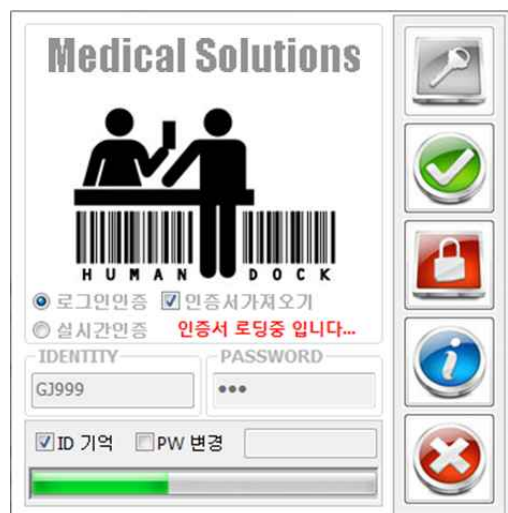 Medical Solutions
HUMAN DOCK
로그인인증 인증서가져오기
실시간인증 인증서 로딩중 입니다...
IDENTITY PASSWORD
GJ999 •••
ID 기억 PW 변경